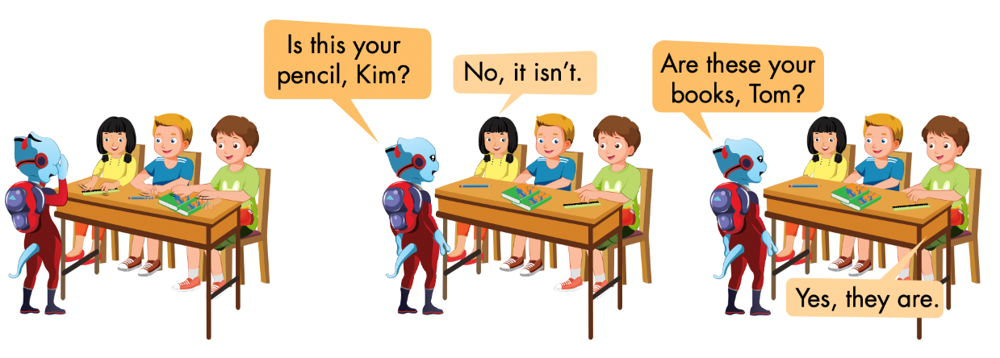 Is this your
pencil, Kim?
No, it isn't.
Are these your
books, Tom?
Yes, they are.